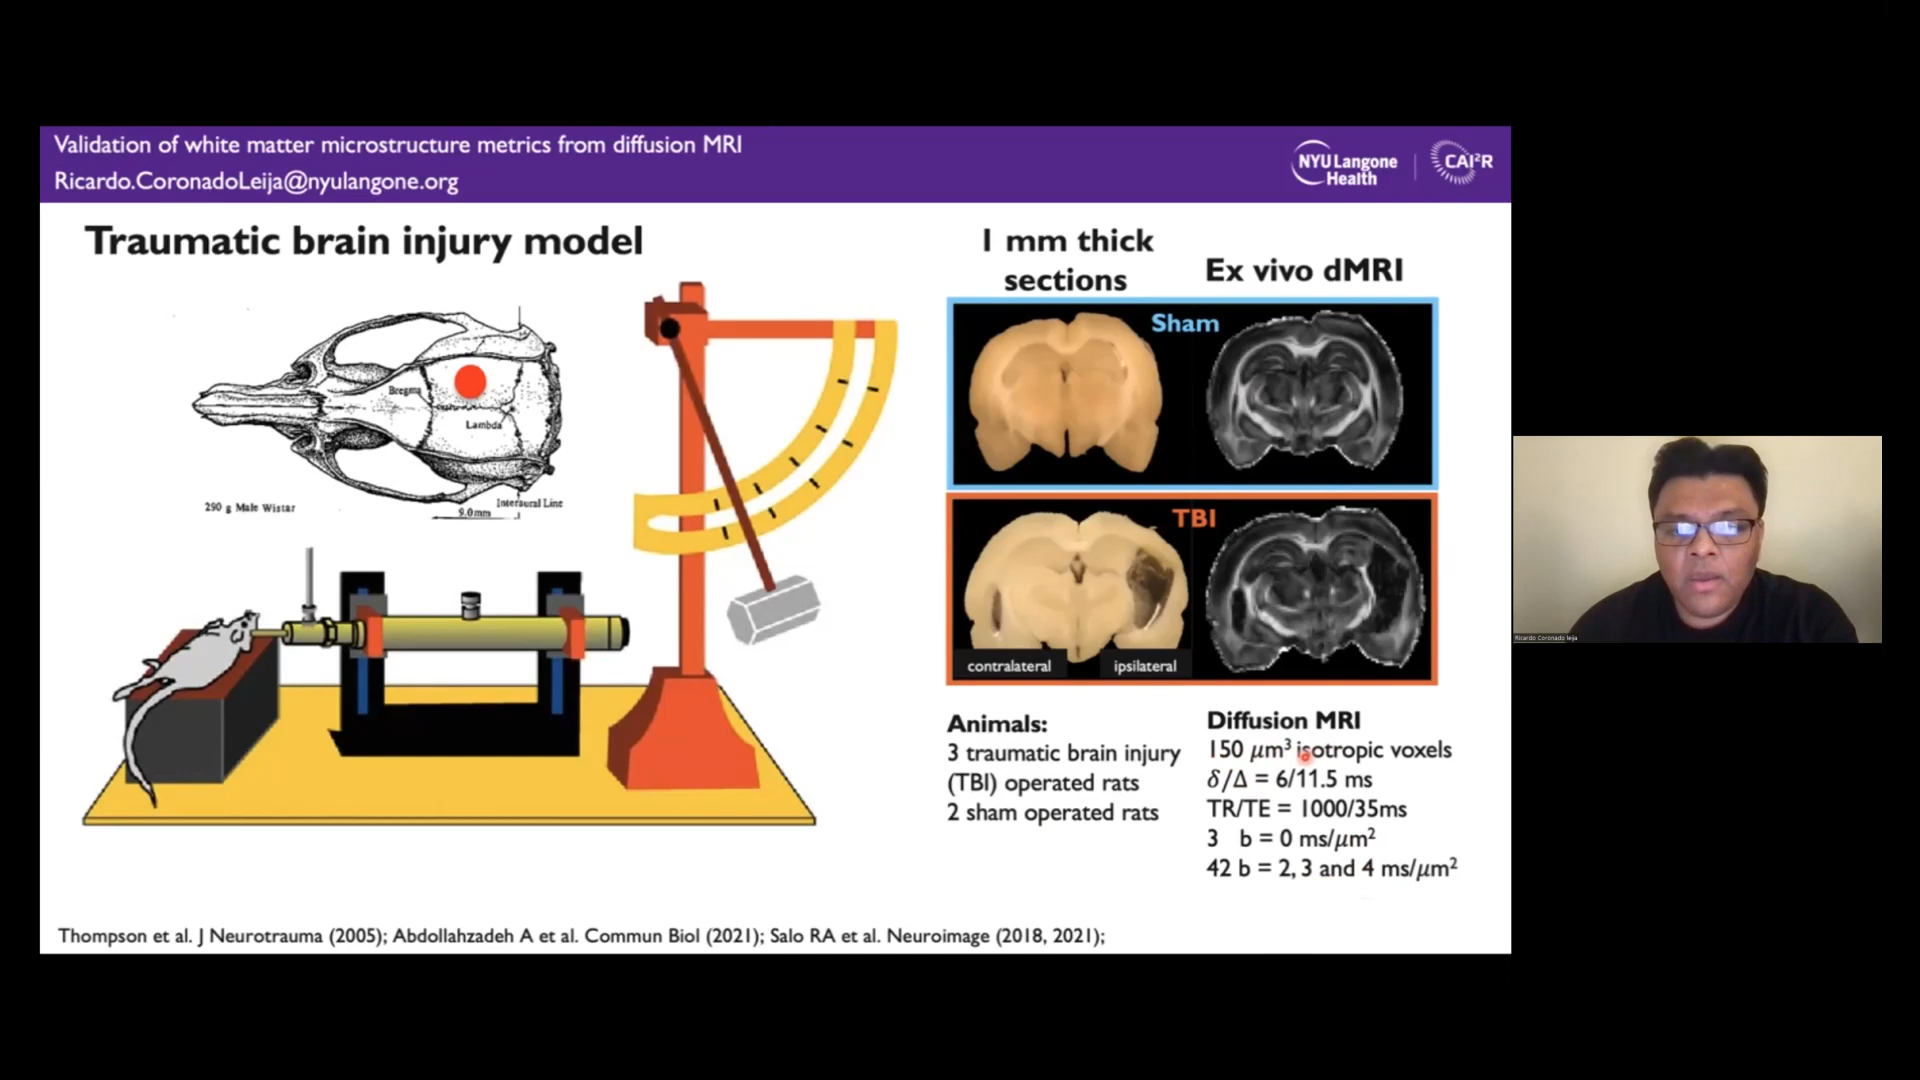 Validation of white matter microstructure metrics from diffusion MRI
Ricardo.CoronadoLeija@nyulangone.org
NYU Langone
Health
CAI²R
Traumatic brain injury model
Bregma
Lambda
Interaural Line
290 g Male Wistar
9.0mm
1 mm thick
sections
Ex vivo dMRI
Sham
TBI
contralateral
ipsilateral
Animals:
3 traumatic brain injury
(TBI) operated rats
2 sham operated rats
Diffusion MRI
150 μm³ isotropic voxels
δ/Δ = 6/11.5 ms
TR/TE = 1000/35ms
3 b = 0 ms/μm²
42 b = 2, 3 and 4 ms/μm²
Thompson et al. J Neurotrauma (2005); Abdollahzadeh A et al. Commun Biol (2021); Salo RA et al. Neuroimage (2018, 2021);
Ricardo Coronado leija